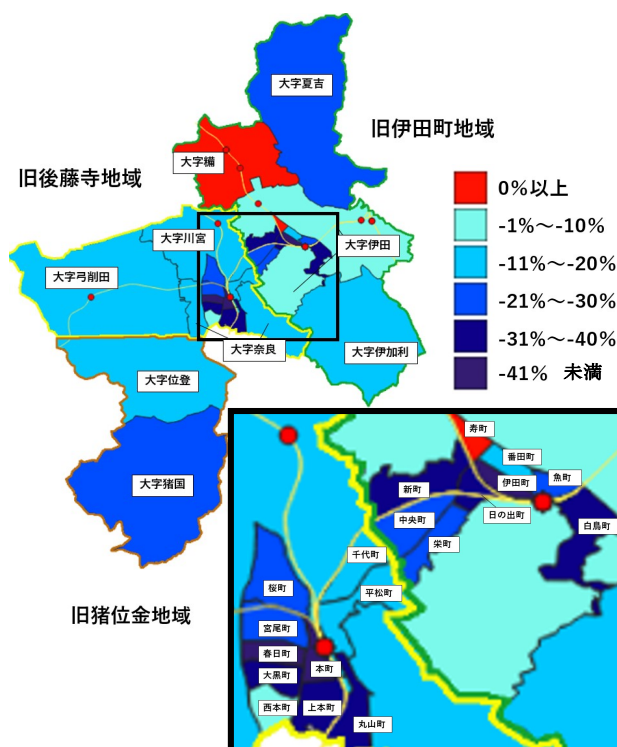 大字夏吉
旧伊田町地域
大字糒
旧後藤寺地域
0%以上
-1%～-10%
-11%～-20%
-21%～-30%
-31%～-40%
-41% 未満
大字川宮
大字伊田
大字弓削田
大字奈良
大字伊加利
大字位登
大字猪国
旧猪位金地域
寿町
番田町
魚町
伊田町
新町
日の出町
中央町
白鳥町
栄町
千代町
桜町
平松町
宮尾町
春日町
本町
大黒町
西本町
上本町
丸山町